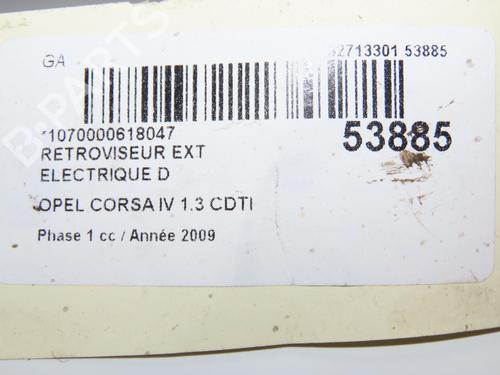 GA
2713301 53885
1070000618047
53885
RETROVISEUR EXT
ELECTRIQUE D
OPEL CORSA IV 1.3 CDTI
Phase 1 cc / Année 2009
B-PARTS